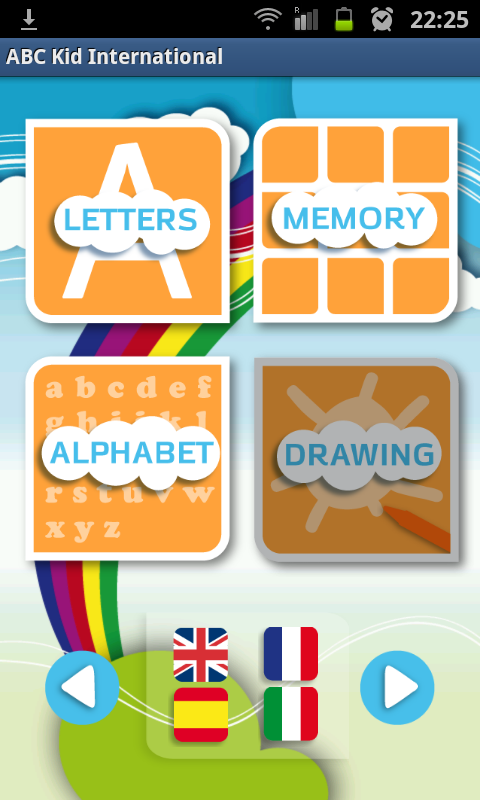 R
22:25
ABC Kid International
LETTERS
A
MEMORY
a b c d e f
g h i j k l
ALPHABET
r s t u v w
x y z
DRAWING